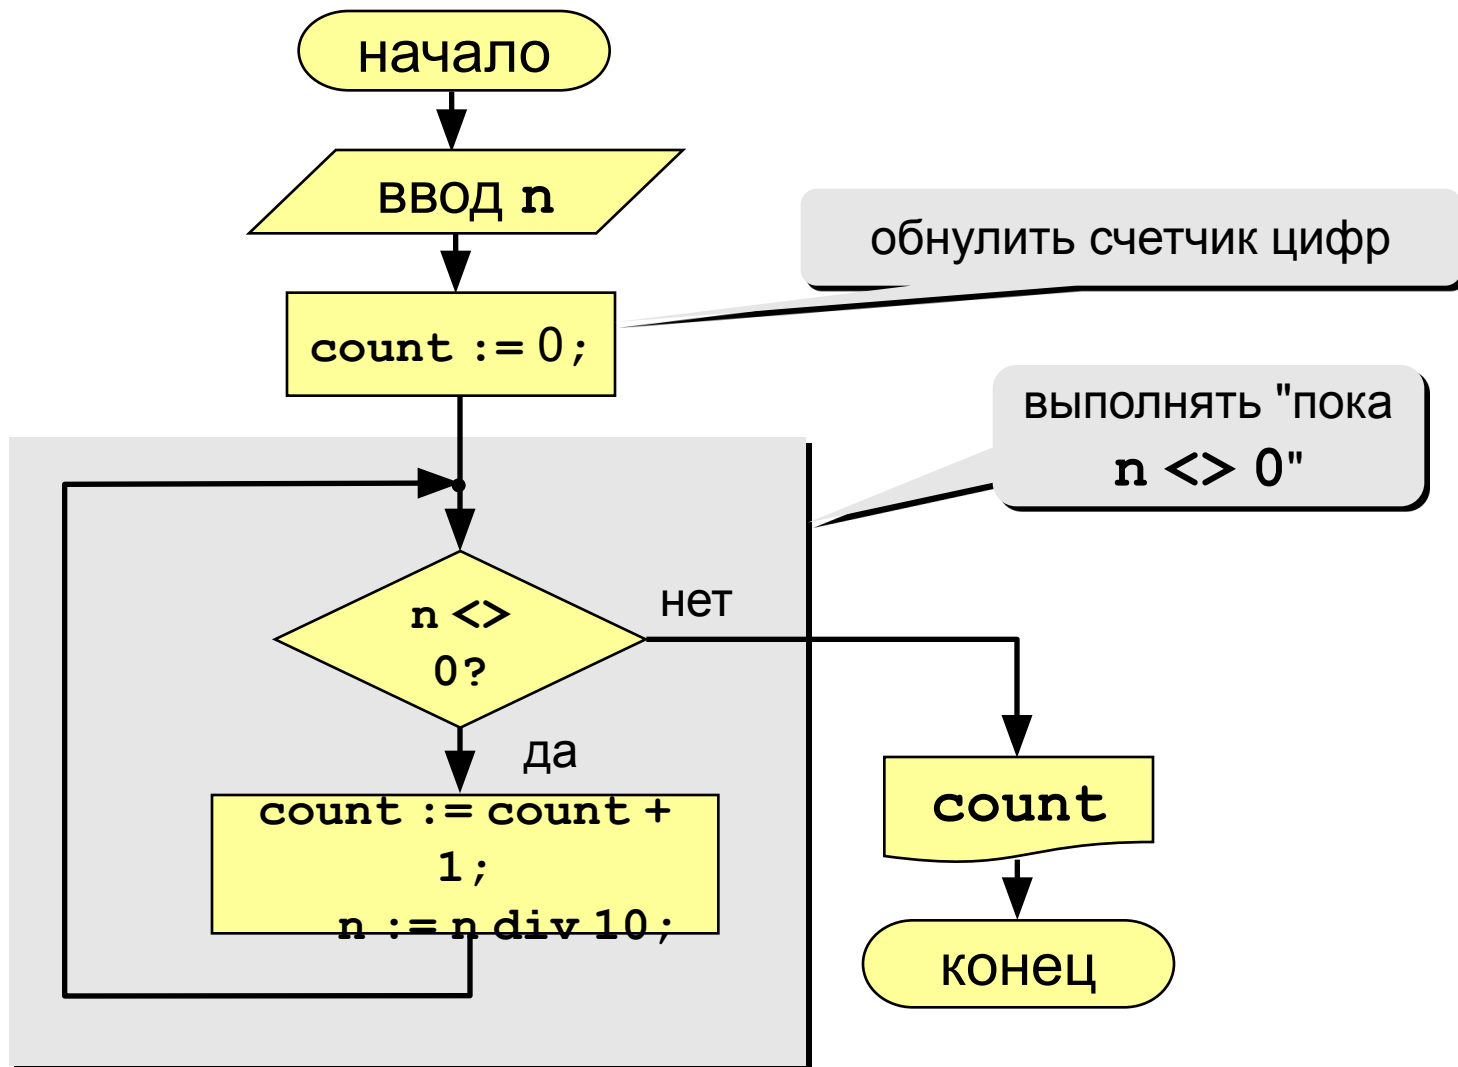 начало
ввод n
обнулить счетчик цифр
count := 0;
выполнять "пока
n <> 0"
n <>
0?
нет
да
count := count +
1;
n := n div 10;
count
конец